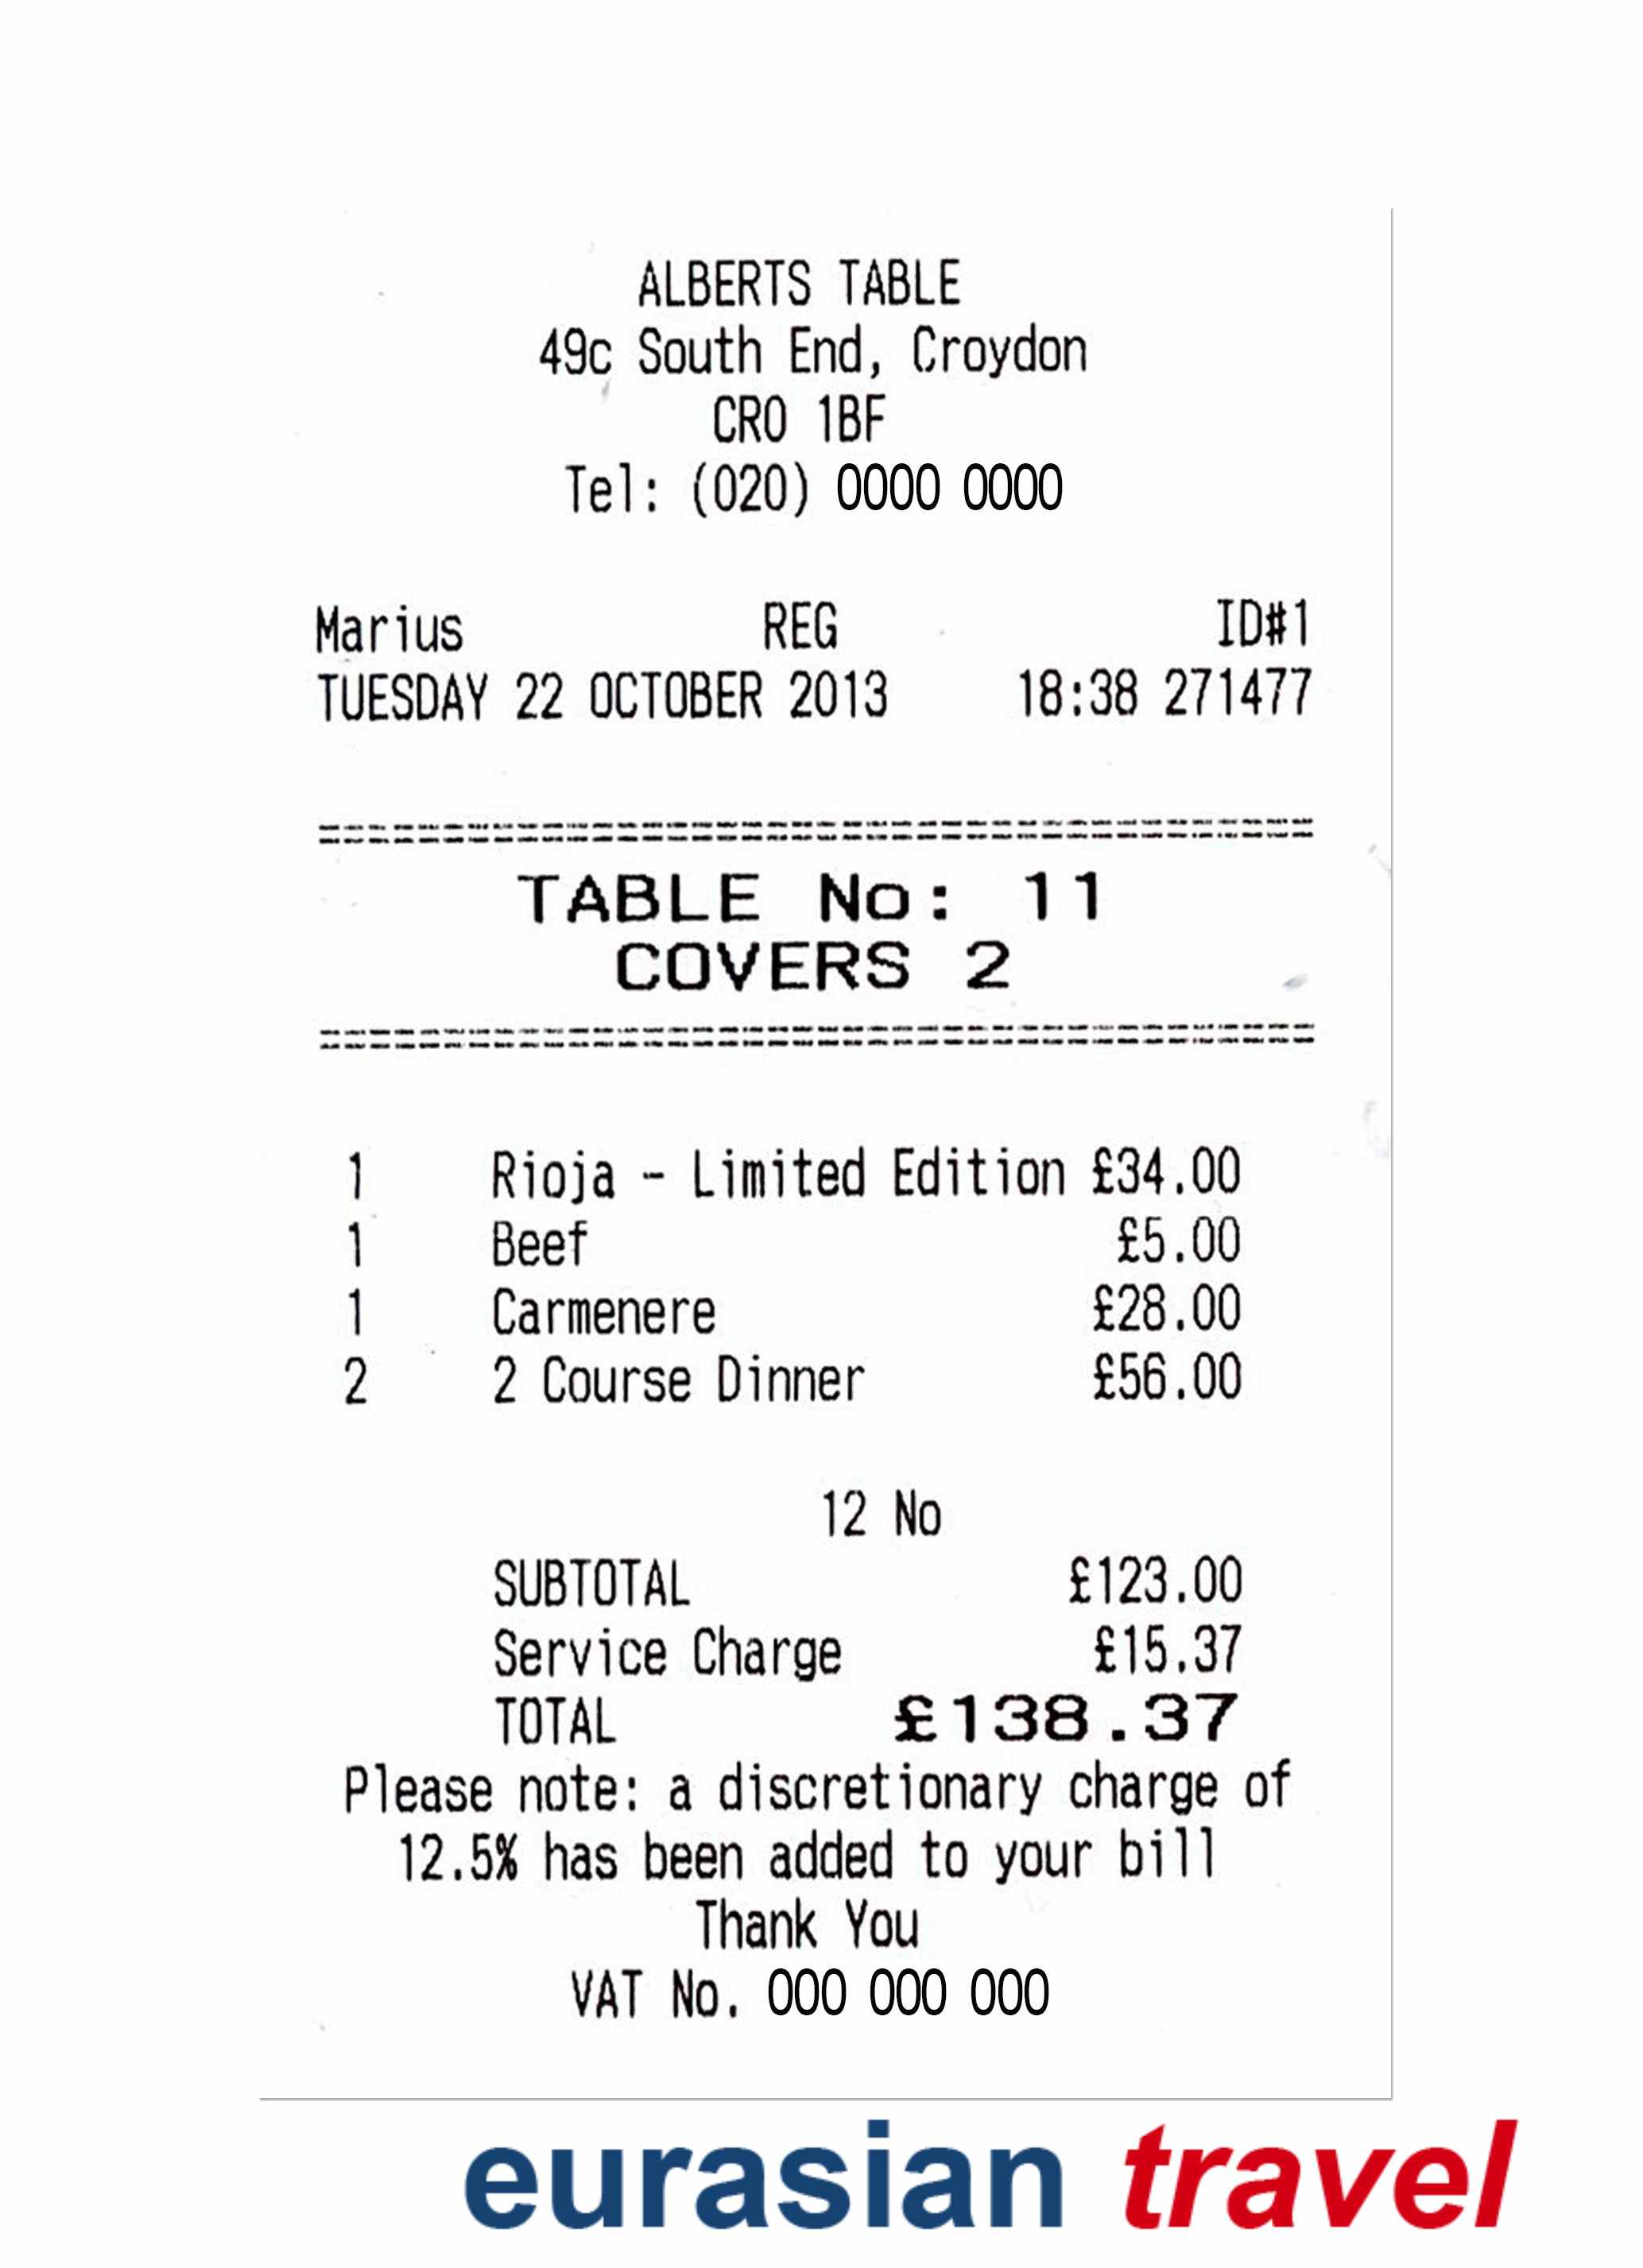 ALBERTS TABLE
49c South End, Croydon
CR0 1BF
Tel: (020) 0000 0000
Marius REG ID#1
TUESDAY 22 OCTOBER 2013 18:38 271477
==========================================
TABLE No: 11
COVERS 2
==========================================
1 Rioja - Limited Edition £34.00
1 Beef £5.00
1 Carmenere £28.00
2 2 Course Dinner £56.00
12 No
SUBTOTAL £123.00
Service Charge £15.37
TOTAL £138.37
Please note: a discretionary charge of
12.5% has been added to your bill
Thank You
VAT No. 000 000 000
eurasian travel